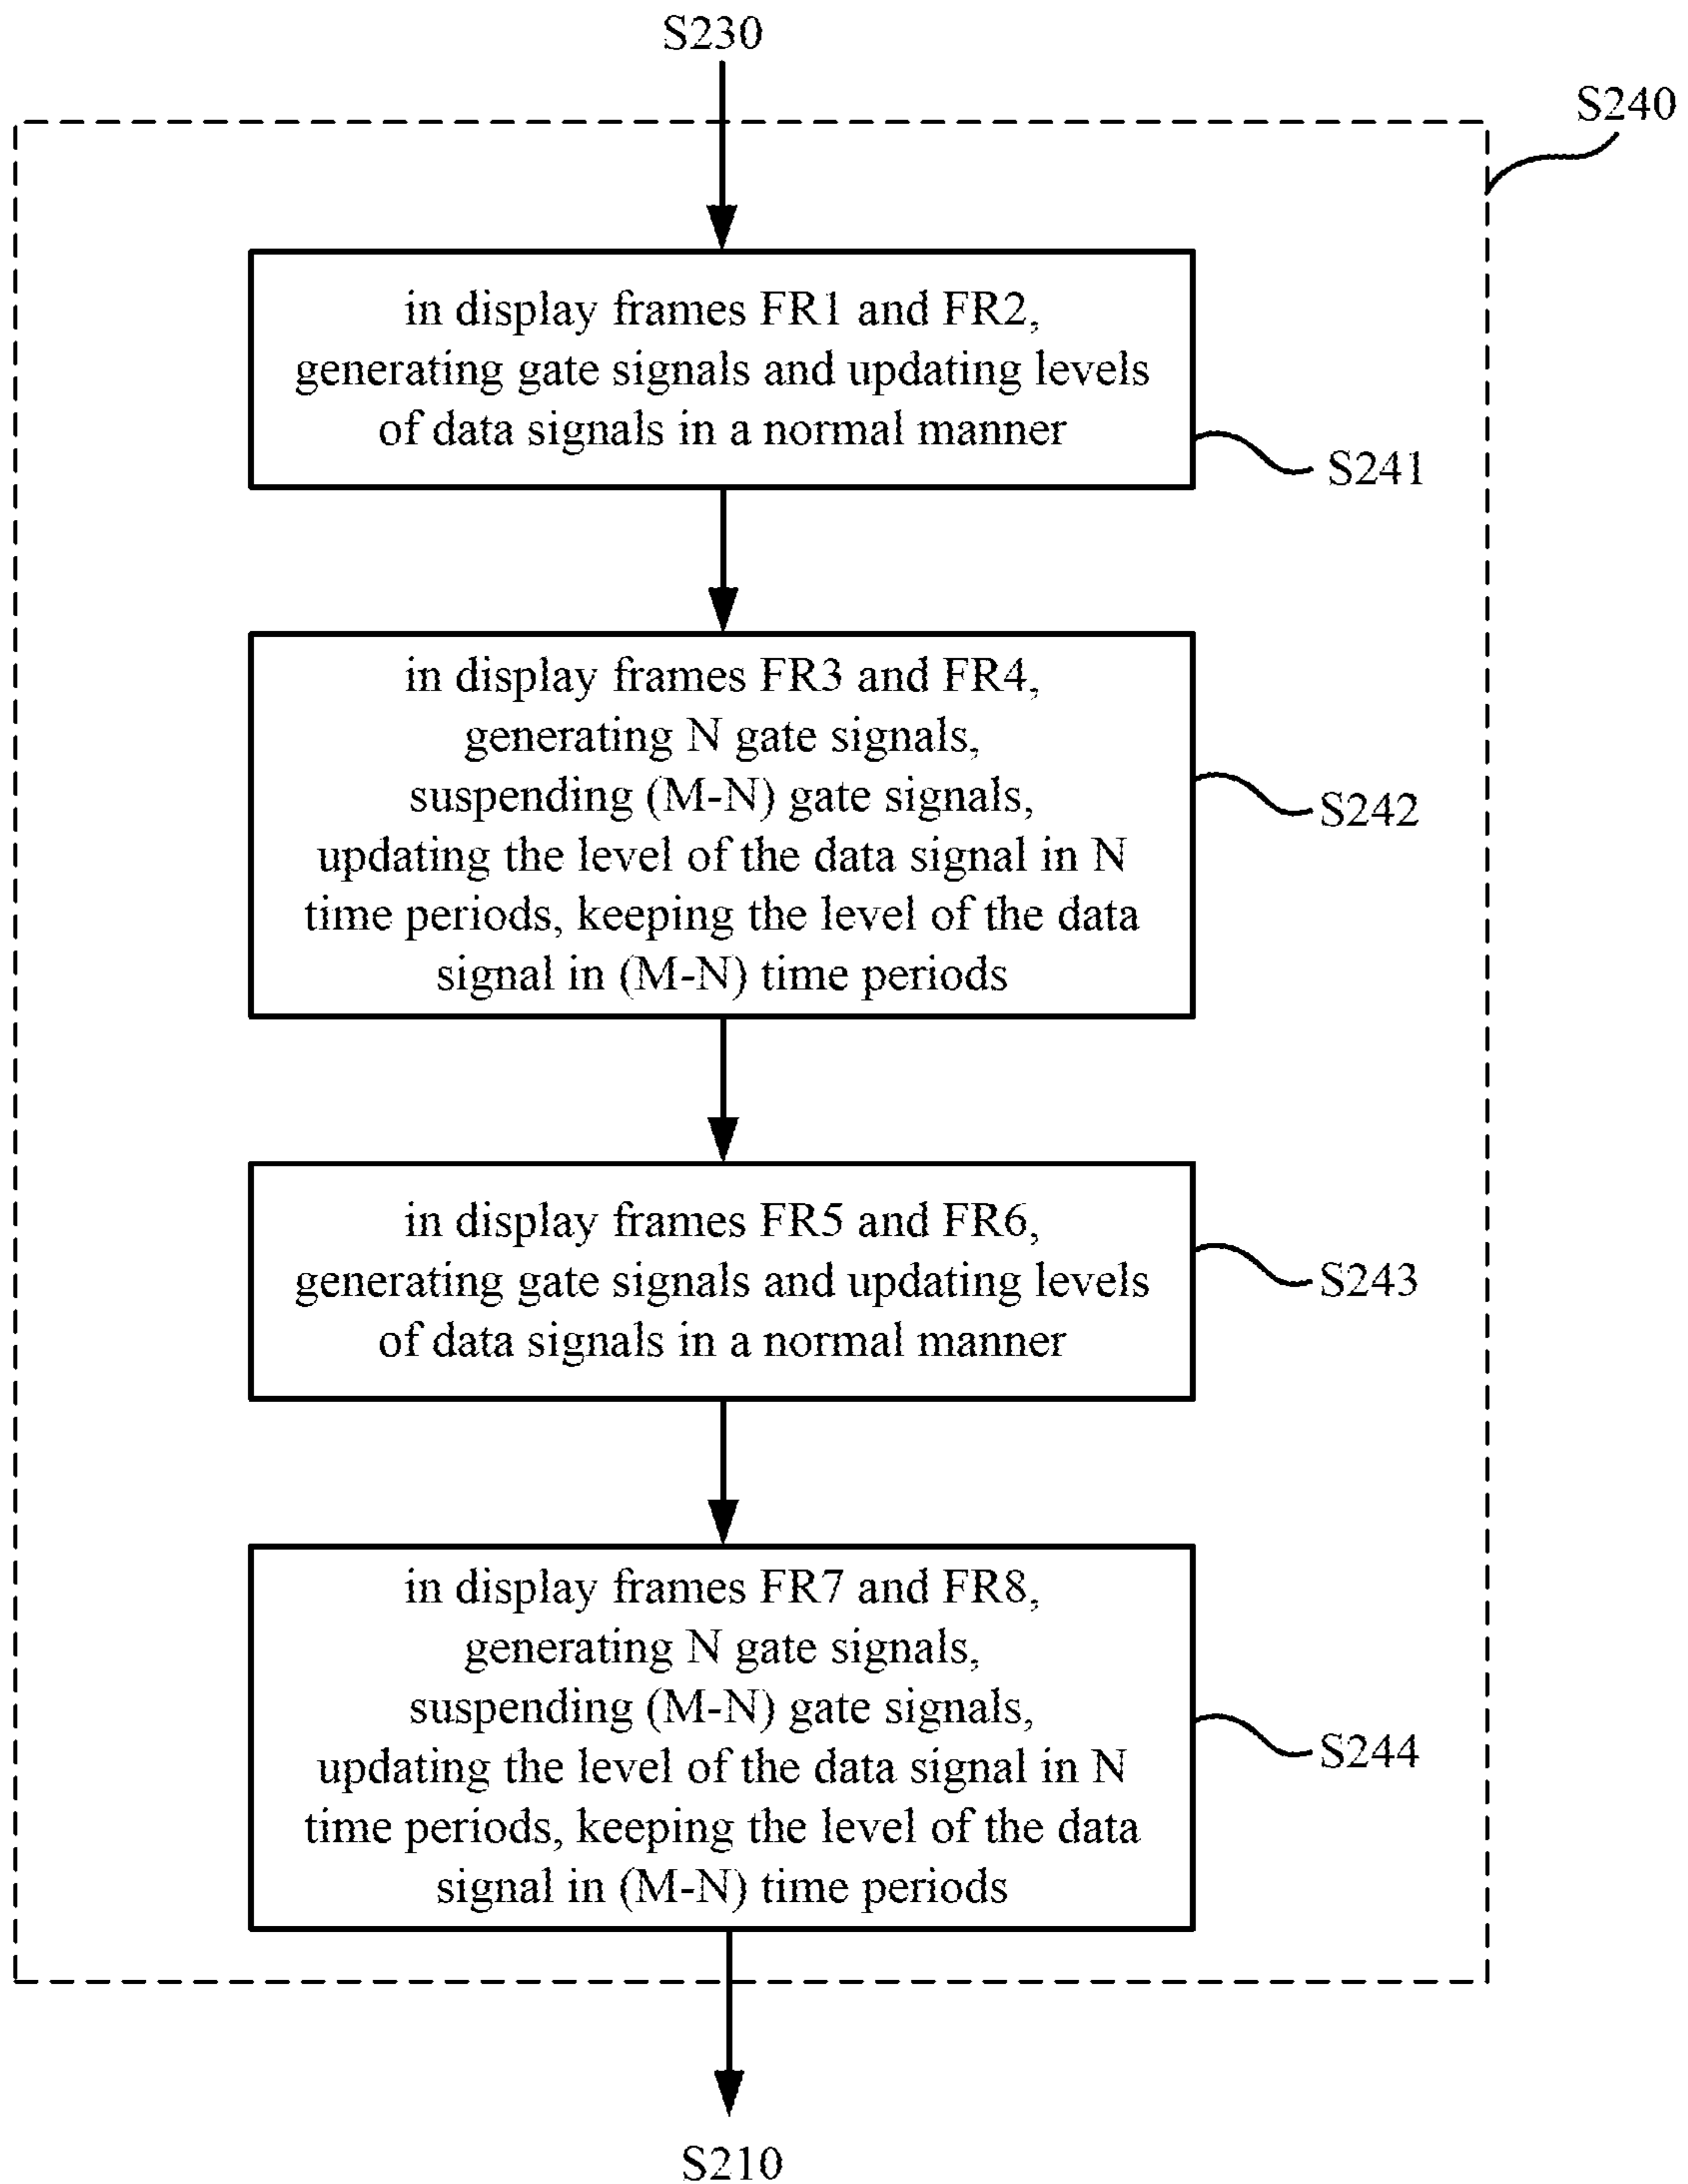 S230
S240
in display frames FR1 and FR2,
generating gate signals and updating levels
of data signals in a normal manner
S241
in display frames FR3 and FR4,
generating N gate signals,
suspending (M-N) gate signals,
updating the level of the data signal in N
time periods, keeping the level of the data
signal in (M-N) time periods
S242
in display frames FR5 and FR6,
generating gate signals and updating levels
of data signals in a normal manner
S243
in display frames FR7 and FR8,
generating N gate signals,
suspending (M-N) gate signals,
updating the level of the data signal in N
time periods, keeping the level of the data
signal in (M-N) time periods
S244
S210